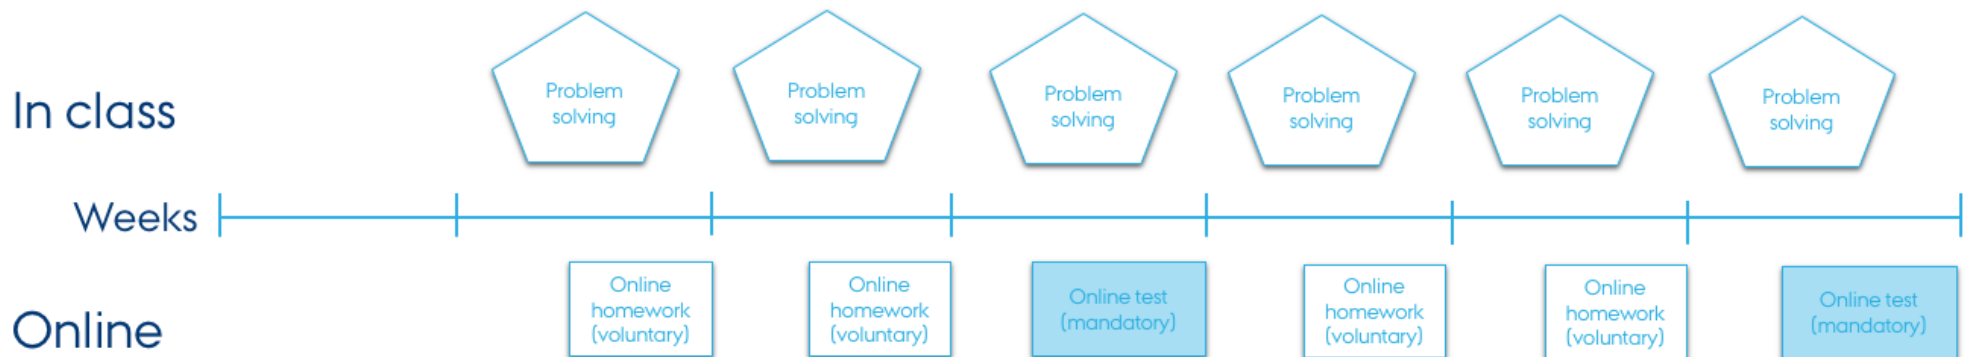 In class
Problem
solving
Problem
solving
Problem
solving
Problem
solving
Problem
solving
Problem
solving
Weeks
Online
Online
homework
(voluntary)
Online
homework
(voluntary)
Online test
(mandatory)
Online
homework
(voluntary)
Online
homework
(voluntary)
Online test
(mandatory)